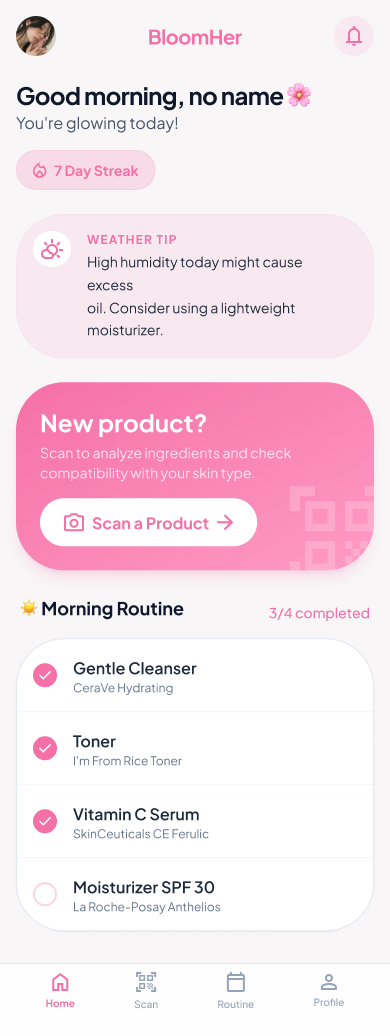 BloomHer
Good morning, no name🌸
You're glowing today!
7 Day Streak
WEATHER TIP
High humidity today might cause
excess
oil. Consider using a lightweight
moisturizer.
New product?
Scan to analyze ingredients and check
compatibility with your skin type.
Scan a Product →
☀️ Morning Routine
3/4 completed
Gentle Cleanser
CeraVe Hydrating
Toner
I'm From Rice Toner
Vitamin C Serum
SkinCeuticals CE Ferulic
Moisturizer SPF 30
La Roche-Posay Anthelios
Home
Scan
Routine
Profile